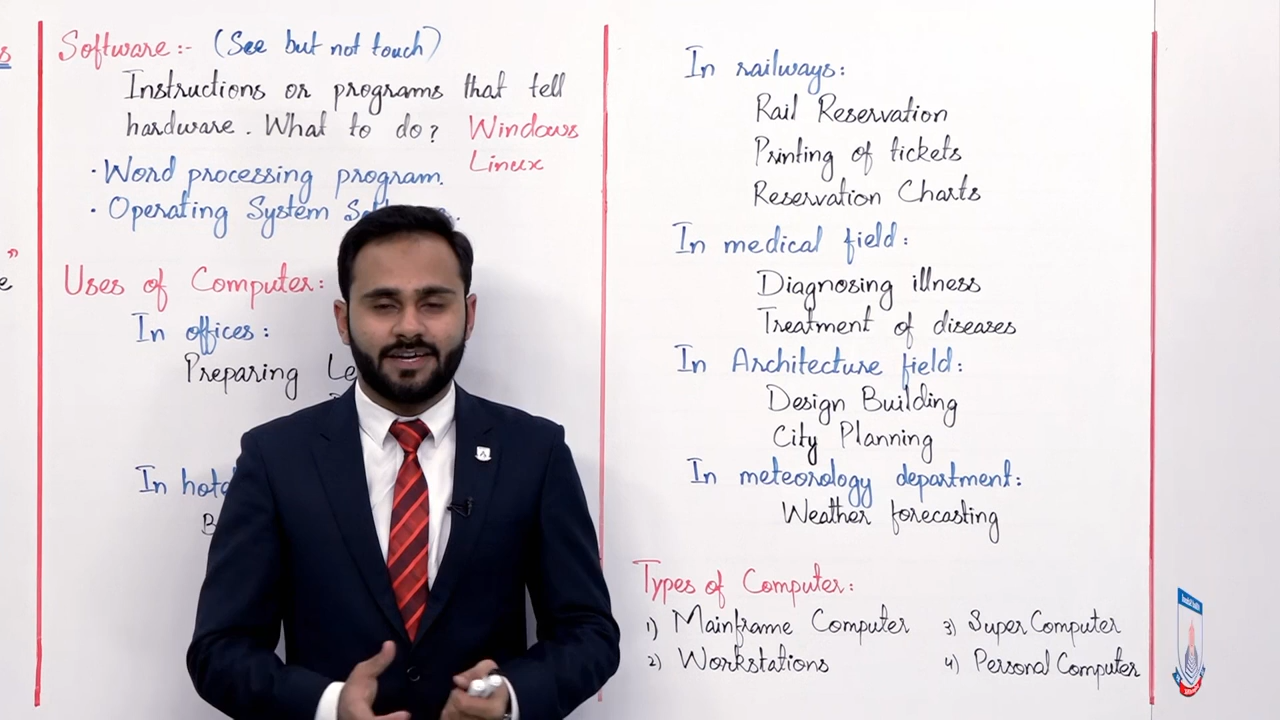 s
Software :- (See but not touch)
Instructions or programs that tell
hardware. What to do? Windows
Linux
· Word processing program.
· Operating System
"
e
Uses of Computer:
In offices:
Preparing Le
In hot
B
In railways:
Rail Reservation
Printing of tickets
Reservation Charts
In medical field:
Diagnosing illness
Treatment of diseases
In Architecture field:
Design Building
City Planning
In meteorology department:
Weather forecasting
Types of Computer:
1) Mainframe Computer 3) Super Computer
2) Workstations 4) Personal Computer